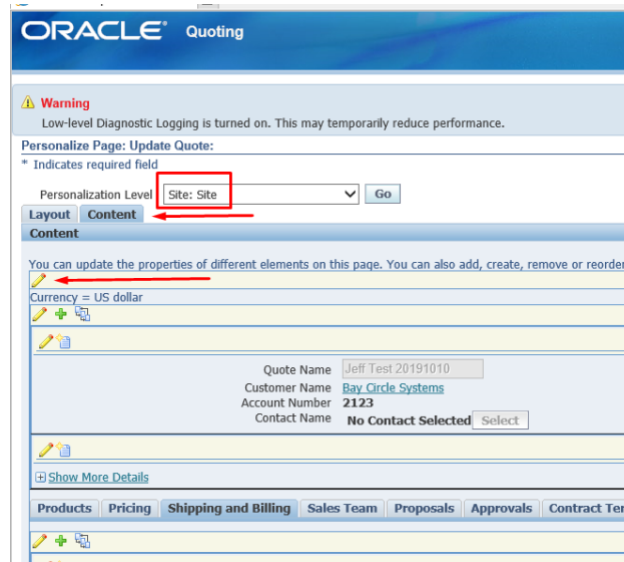 ORACLE® Quoting
Warning
Low-level Diagnostic Logging is turned on. This may temporarily reduce performance.
Personalize Page: Update Quote:
* Indicates required field
Personalization Level Site: Site Go
Layout Content
Content
You can update the properties of different elements on this page. You can also add, create, remove or reorder
Currency = US dollar
Quote Name Jeff Test 20191010
Customer Name Bay Circle Systems
Account Number 2123
Contact Name No Contact Selected Select
Show More Details
Products Pricing Shipping and Billing Sales Team Proposals Approvals Contract Ter